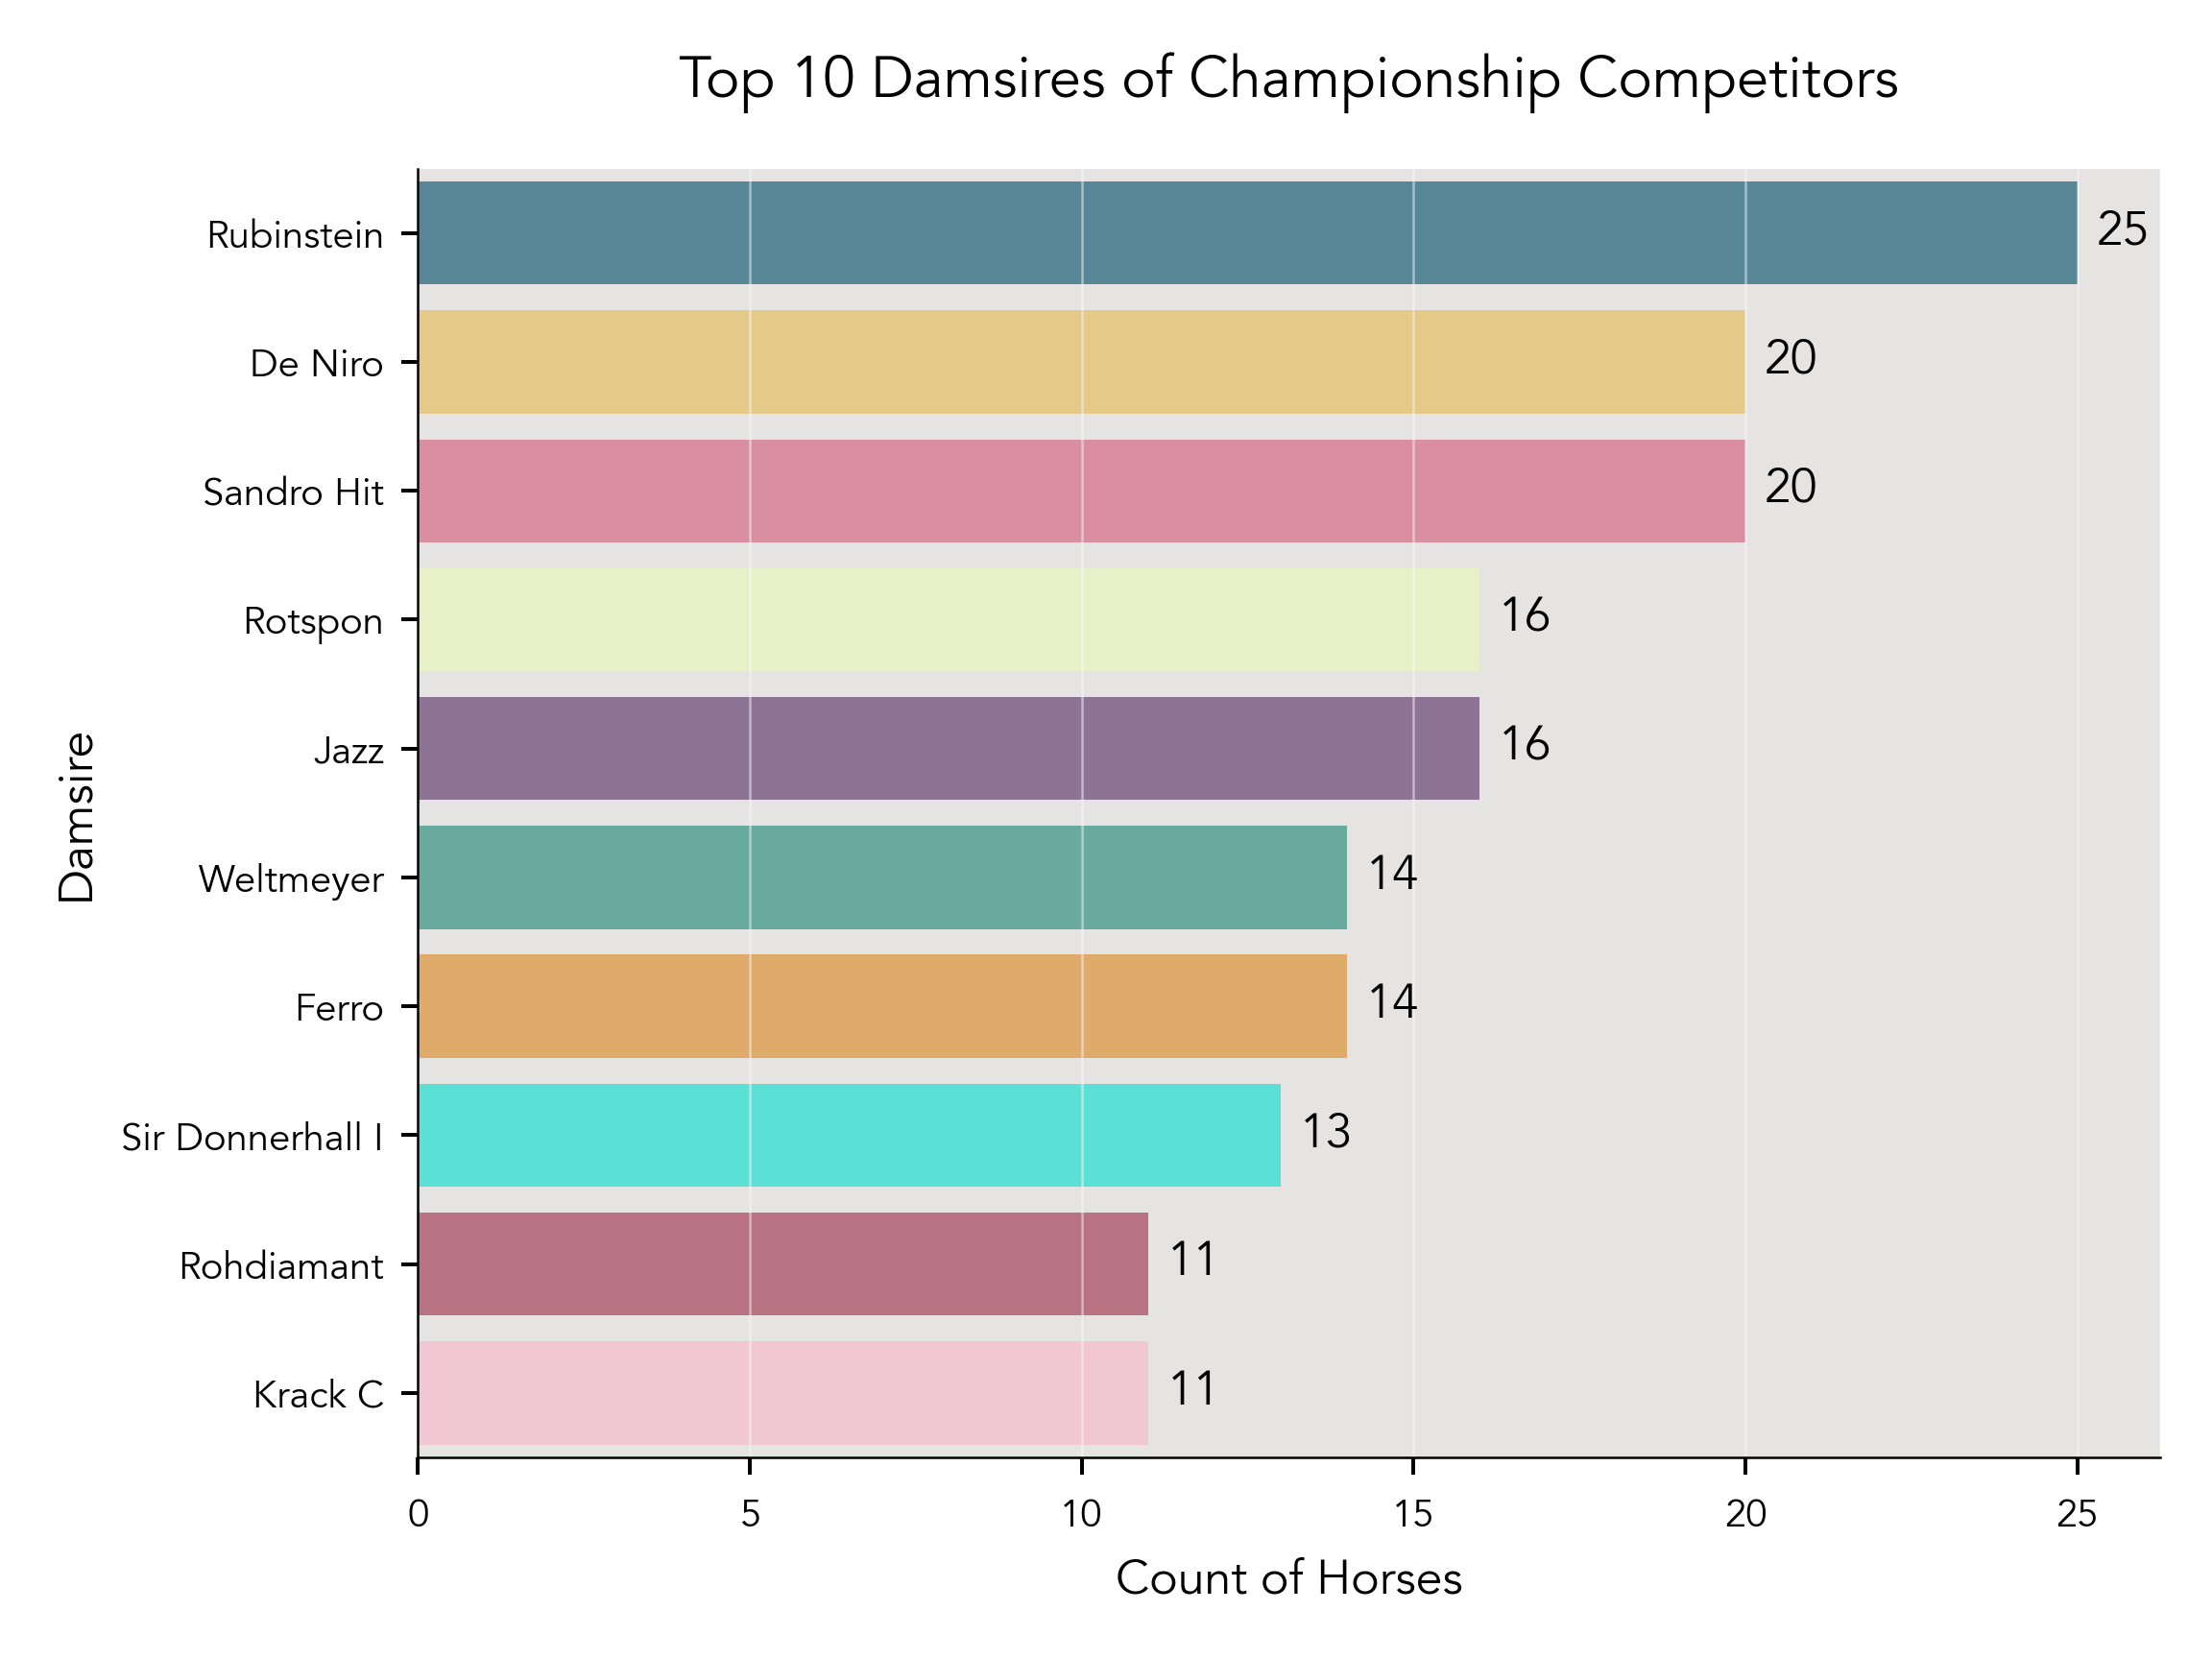 Top 10 Damsires of Championship Competitors
Damsire
Rubinstein 25
De Niro 20
Sandro Hit 20
Rotspon 16
Jazz 16
Weltmeyer 14
Ferro 14
Sir Donnerhall I 13
Rohdiamant 11
Krack C 11
0 5 10 15 20 25
Count of Horses